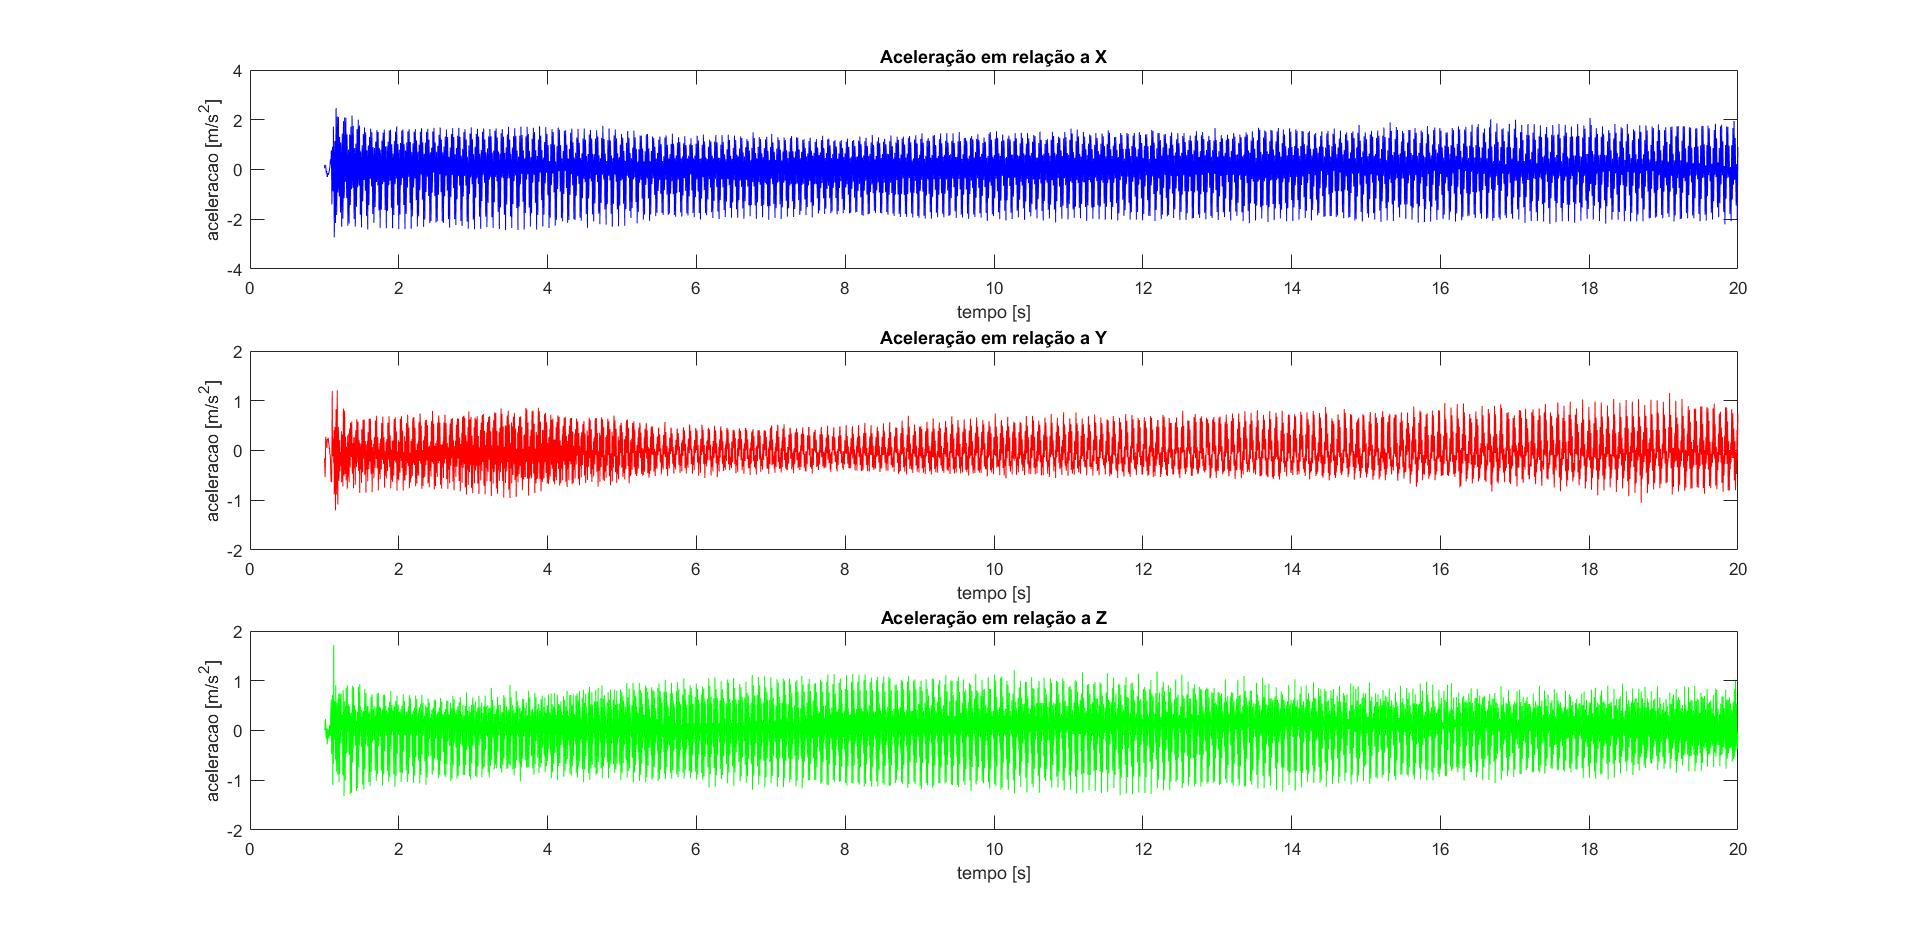 Aceleração em relação a X
aceleracao [m/s^2]
4
2
0
-2
-4
0 2 4 6 8 10 12 14 16 18 20
tempo [s]
Aceleração em relação a Y
aceleracao [m/s^2]
2
1
0
-1
-2
0 2 4 6 8 10 12 14 16 18 20
tempo [s]
Aceleração em relação a Z
aceleracao [m/s^2]
2
1
0
-1
-2
0 2 4 6 8 10 12 14 16 18 20
tempo [s]